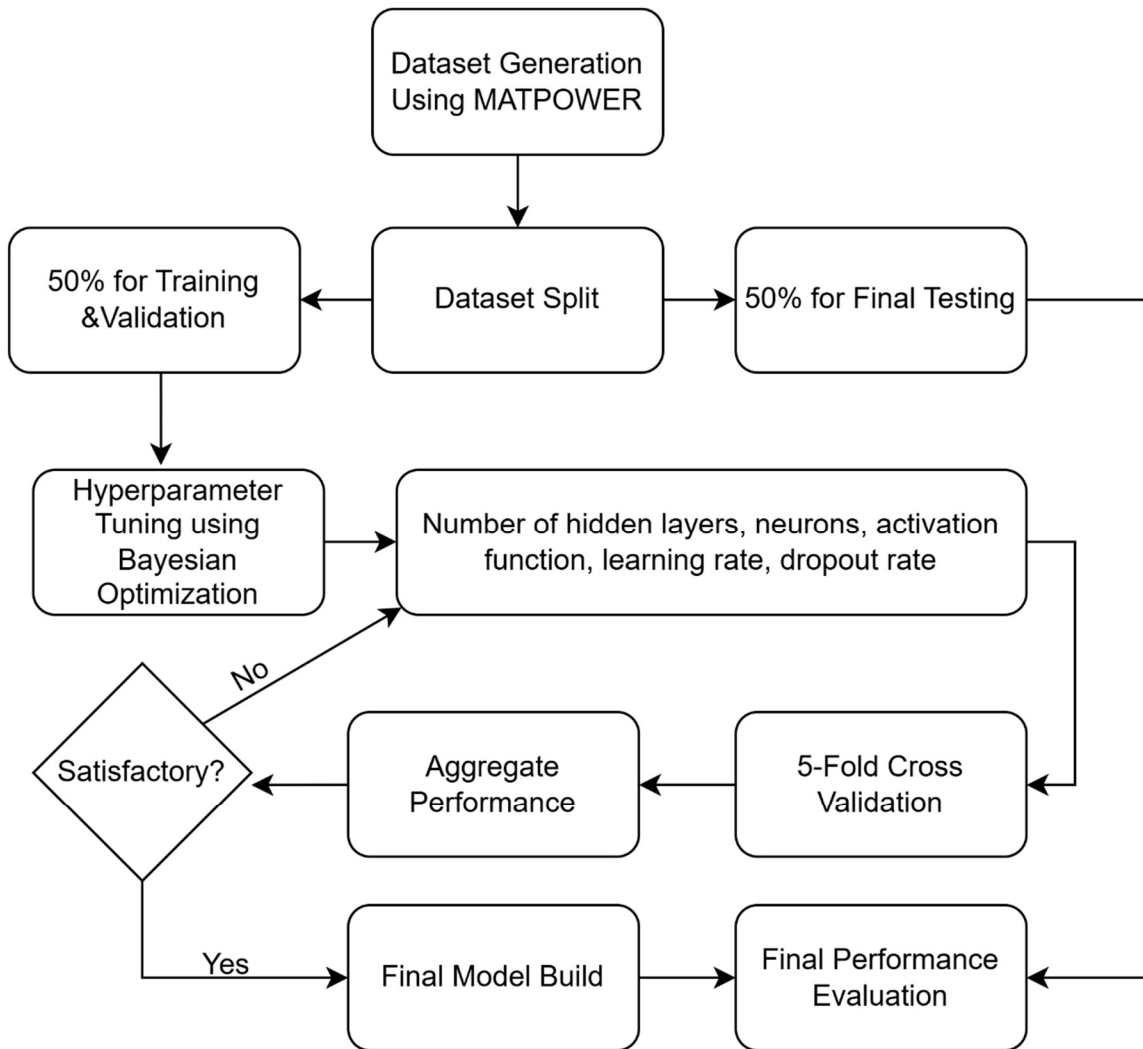 Dataset Generation
Using MATPOWER
50% for Training
&Validation
Dataset Split
50% for Final Testing
Hyperparameter
Tuning using
Bayesian
Optimization
Number of hidden layers, neurons, activation
function, learning rate, dropout rate
No
Satisfactory?
Aggregate
Performance
5-Fold Cross
Validation
Yes
Final Model Build
Final Performance
Evaluation